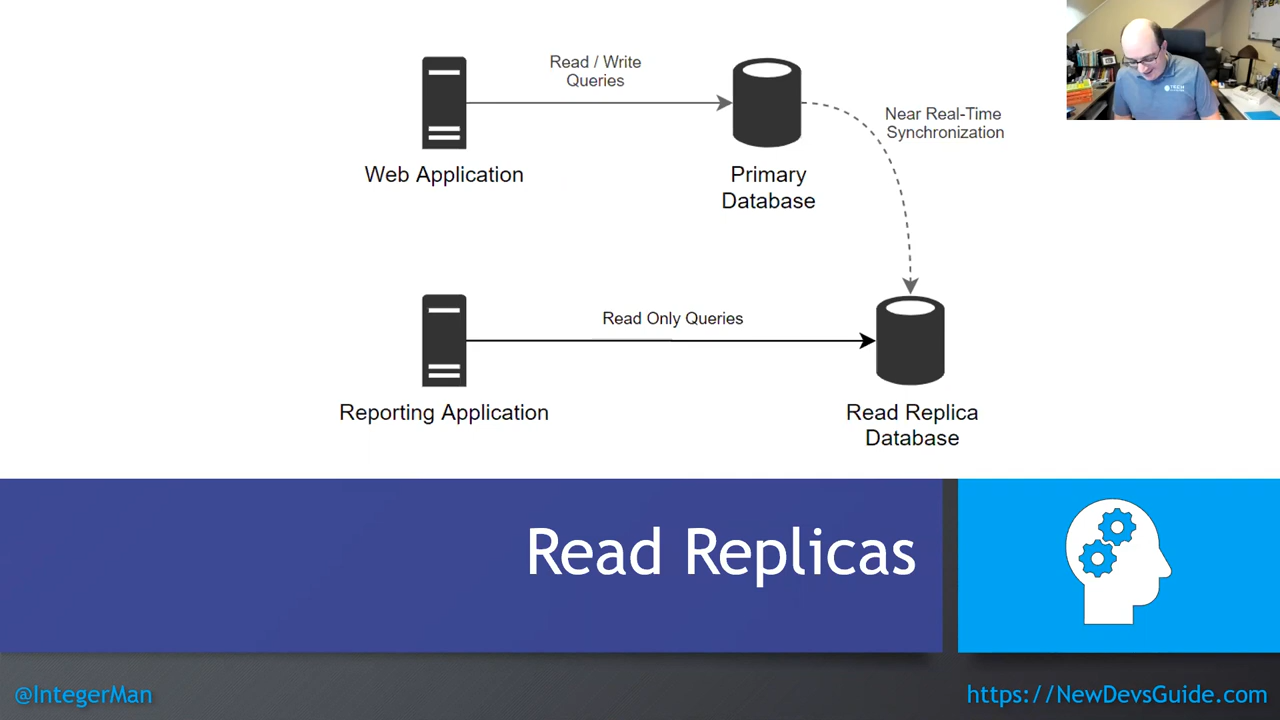 Read / Write
Queries
Near Real-Time
Synchronization
Web Application
Primary
Database
Read Only Queries
Reporting Application
Read Replica
Database
Read Replicas
@IntegerMan
https://NewDevsGuide.com